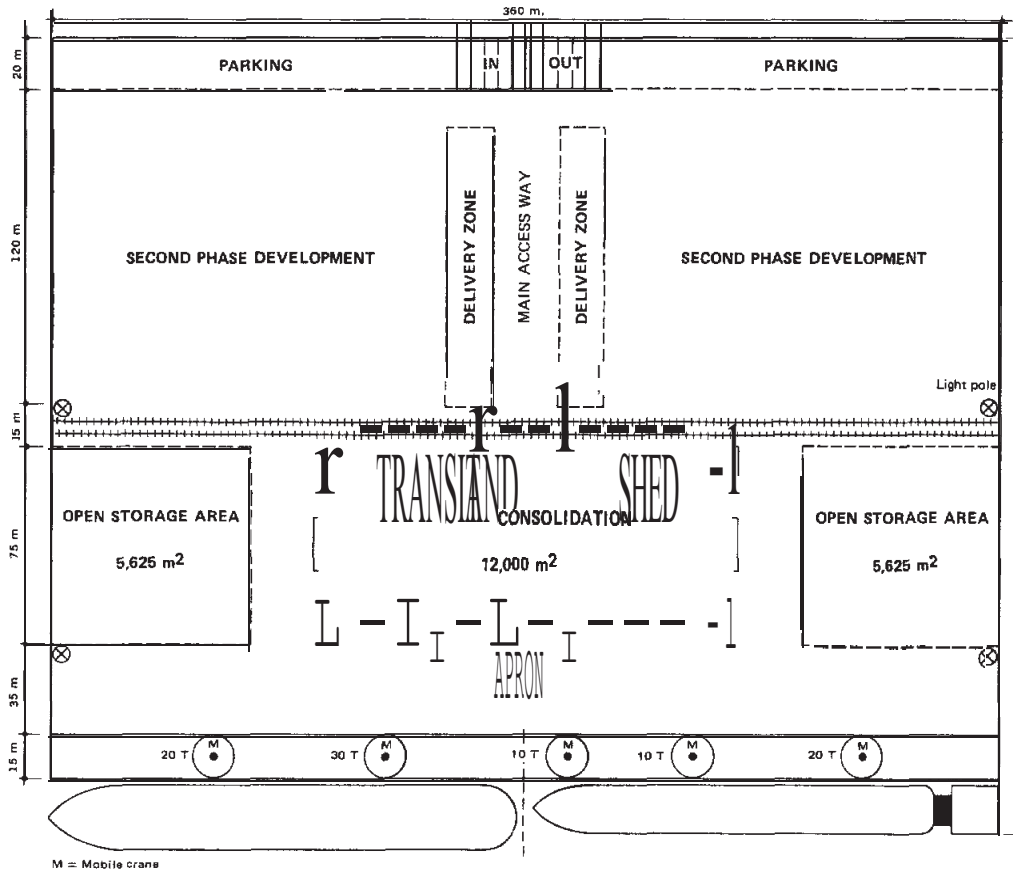 360 m.
20 m
PARKING
IN
OUT
PARKING
120 m
SECOND PHASE DEVELOPMENT
DELIVERY ZONE
MAIN ACCESS WAY
DELIVERY ZONE
SECOND PHASE DEVELOPMENT
Light pole
15 m
TRANSIT AND
CONSOLIDATION
SHED
12,000 m2
75 m
OPEN STORAGE AREA
5,625 m2
OPEN STORAGE AREA
5,625 m2
35 m
APRON
15 m
20 T
M
30 T
M
10 T
M
10 T
M
20 T
M
M = Mobile crane